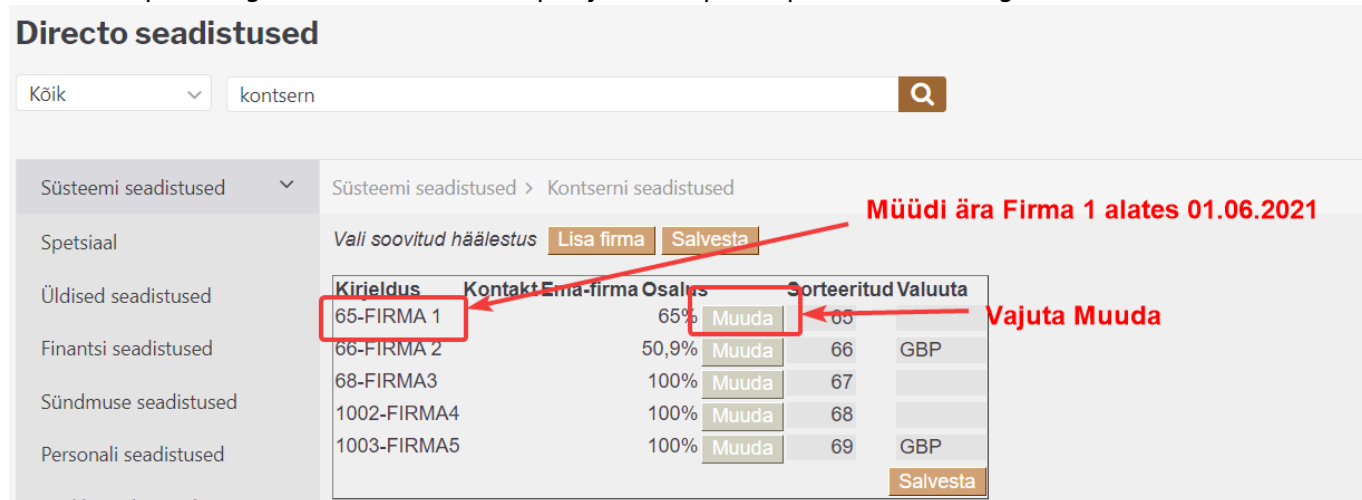 Directo seadistused
Kõik kontsern
Süsteemi seadistused
Süsteemi seadistused > Kontserni seadistused
Müüdi ära Firma 1 alates 01.06.2021
Spetsiaal
Vali soovitud häälestus Lisa firma Salvesta
Üldised seadistused
Kirjeldus Kontakt Ema-firma Osalus Sorteeritud Valuuta
65-FIRMA 1 65% Muuda 65
Vajuta Muuda
Finantsi seadistused
66-FIRMA 2 50,9% Muuda 66 GBP
68-FIRMA3 100% Muuda 67
Sündmuse seadistused
1002-FIRMA4 100% Muuda 68
Personali seadistused
1003-FIRMA5 100% Muuda 69 GBP
Salvesta